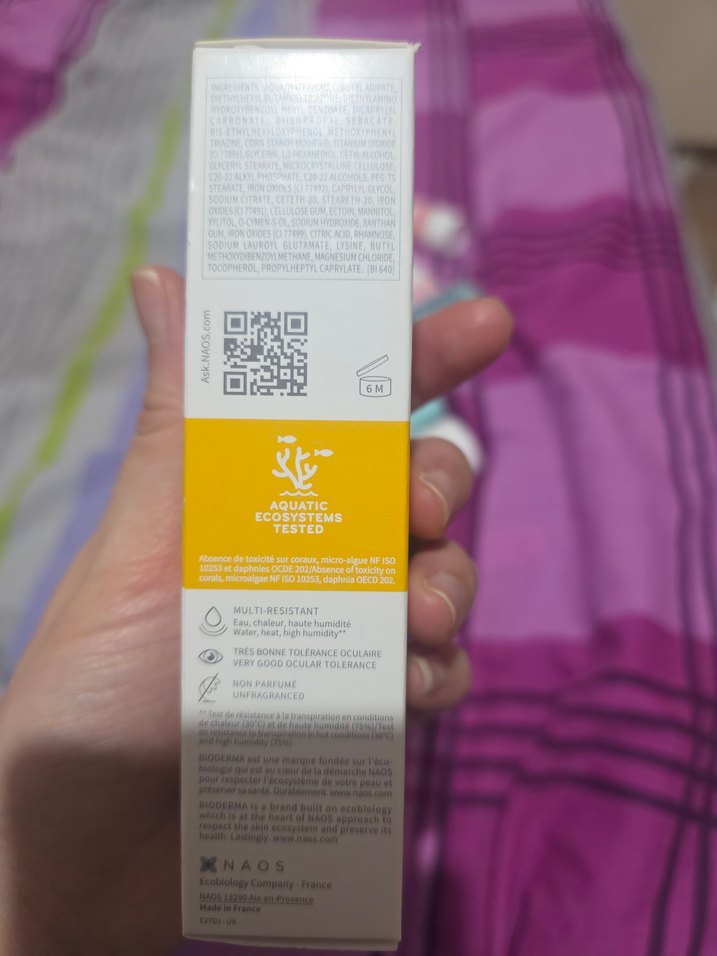 INGREDIENTS: AQUA/WATER/EAU, DIBUTYL ADIPATE,
DIETHYLHEXYL BUTAMIDO TRIAZONE, DIETHYLAMINO
HYDROXYBENZOYL HEXYL BENZOATE, DICAPRYLYL
CARBONATE, DIISOPROPYL SEBACATE,
BIS-ETHYLHEXYLOXYPHENOL METHOXYPHENYL
TRIAZINE, CORN STARCH MODIFIED, TITANIUM DIOXIDE
(CI 77891), GLYCERIN, 1,2-HEXANEDIOL, CETYL ALCOHOL,
GLYCERYL STEARATE, MICROCRYSTALLINE CELLULOSE,
C20-22 ALKYL PHOSPHATE, C20-22 ALCOHOLS, PEG-75
STEARATE, IRON OXIDES (CI 77492), CAPRYLYL GLYCOL,
SODIUM CITRATE, CETETH-20, STEARETH-20, IRON
OXIDES (CI 77491), CELLULOSE GUM, ECTOIN, MANNITOL,
XYLITOL, O-CYMEN-5-OL, SODIUM HYDROXIDE, XANTHAN
GUM, IRON OXIDES (CI 77499), CITRIC ACID, RHAMNOSE,
SODIUM LAUROYL GLUTAMATE, LYSINE, BUTYL
METHOXYDIBENZOYLMETHANE, MAGNESIUM CHLORIDE,
TOCOPHEROL, PROPYLHEPTYL CAPRYLATE. [BI 640]
Ask.NAOS.com
6 M
AQUATIC
ECOSYSTEMS
TESTED
Absence de toxicité sur coraux, micro-algue NF ISO
10253 et daphnies OCDE 202/Absence of toxicity on
corals, microalgae NF ISO 10253, daphnia OECD 202.
MULTI-RESISTANT
Eau, chaleur, haute humidité
Water, heat, high humidity**
TRÈS BONNE TOLÉRANCE OCULAIRE
VERY GOOD OCULAR TOLERANCE
NON PARFUMÉ
UNFRAGRANCED
** Test de résistance à la transpiration en conditions
de chaleur (30°C) et de haute humidité (75%)/Test
on resistance to transpiration in hot conditions (30°C)
and high humidity (75%)
BIODERMA est une marque fondée sur l'éco-
biologie qui est au cœur de la démarche NAOS
pour respecter l'écosystème de votre peau et
préserver sa santé. Durablement. www.naos.com
BIODERMA is a brand built on ecobiology
which is at the heart of NAOS approach to
respect the skin ecosystem and preserve its
health. Lastingly. www.naos.com
NAOS
Ecobiology Company - France
NAOS 13290 Aix-en-Provence
Made in France
E27DJ - UK